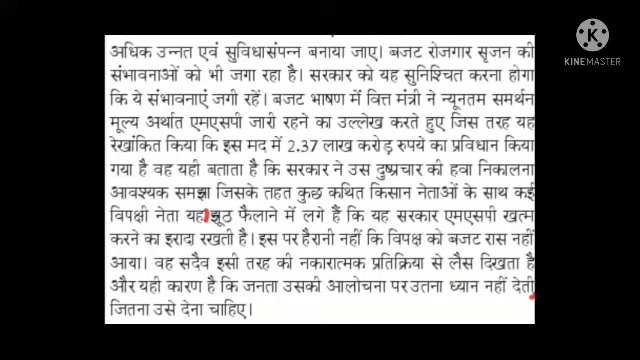 KINEMASTER
अधिक उन्नत एवं सुविधासंपन्न बनाया जाए। बजट रोजगार सृजन की
संभावनाओं को भी जगा रहा है। सरकार को यह सुनिश्चित करना होगा
कि ये संभावनाएं जगी रहें। बजट भाषण में वित्त मंत्री ने न्यूनतम समर्थन
मूल्य अर्थात एमएसपी जारी रहने का उल्लेख करते हुए जिस तरह यह
रेखांकित किया कि इस मद में 2.37 लाख करोड़ रुपये का प्रविधान किया
गया है वह यही बताता है कि सरकार ने उस दुष्प्रचार की हवा निकालना
आवश्यक समझा जिसके तहत कुछ कथित किसान नेताओं के साथ कई
विपक्षी नेता यह झूठ फैलाने में लगे हैं कि यह सरकार एमएसपी खत्म
करने का इरादा रखती है। इस पर हैरानी नहीं कि विपक्ष को बजट रास नहीं
आया। वह सदैव इसी तरह की नकारात्मक प्रतिक्रिया से लैस दिखता है
और यही कारण है कि जनता उसकी आलोचना पर उतना ध्यान नहीं देती
जितना उसे देना चाहिए।